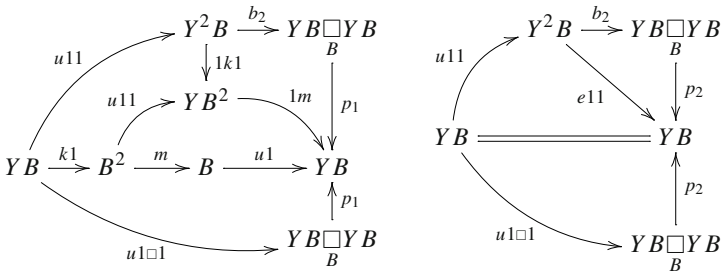 Y²B b₂ YB□YB
B
u11 1k1
u11 YB² 1m p₁
YB k1 B² m B u1 YB
p₁
u1□1 YB□YB
B
Y²B b₂ YB□YB
B
u11 e11 p₂
YB YB
p₂
u1□1 YB□YB
B